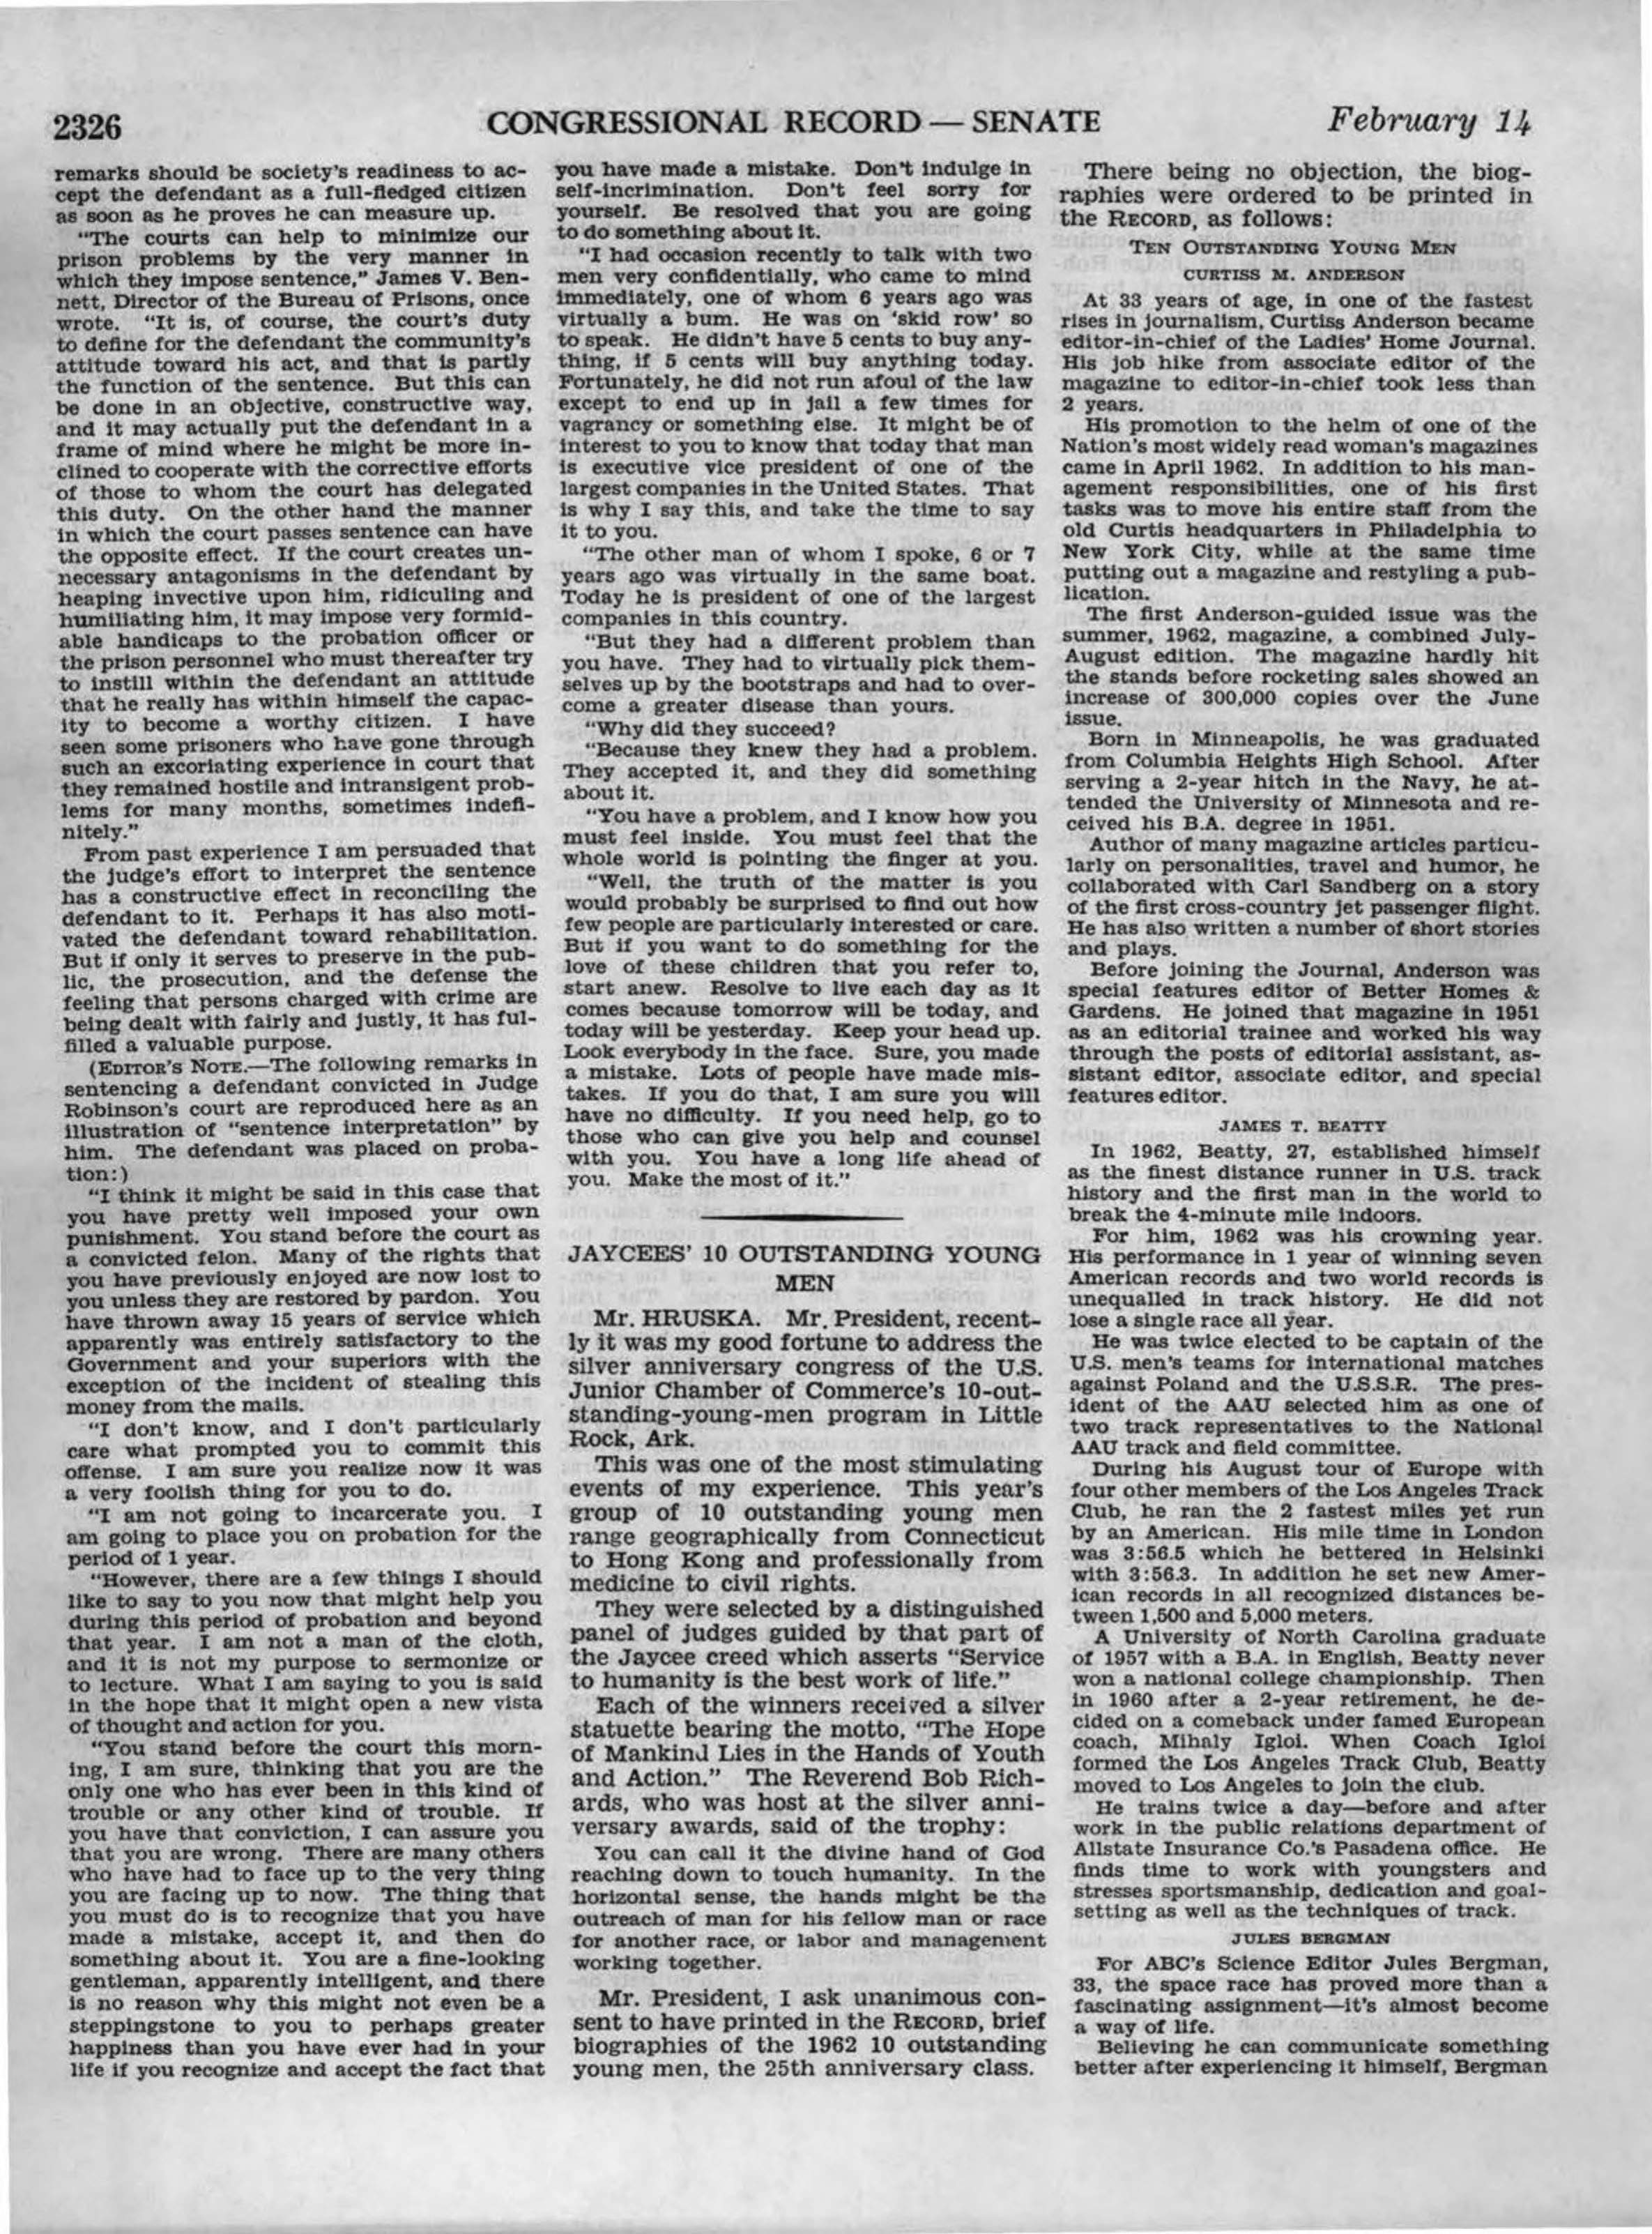 2326
CONGRESSIONAL RECORD — SENATE
February 14
remarks should be society's readiness to ac-
cept the defendant as a full-fledged citizen
as soon as he proves he can measure up.
"The courts can help to minimize our
prison problems by the very manner in
which they impose sentence," James V. Ben-
nett, Director of the Bureau of Prisons, once
wrote. "It is, of course, the court's duty
to define for the defendant the community's
attitude toward his act, and that is partly
the function of the sentence. But this can
be done in an objective, constructive way,
and it may actually put the defendant in a
frame of mind where he might be more in-
clined to cooperate with the corrective efforts
of those to whom the court has delegated
this duty. On the other hand the manner
in which the court passes sentence can have
the opposite effect. If the court creates un-
necessary antagonisms in the defendant by
heaping invective upon him, ridiculing and
humiliating him, it may impose very formid-
able handicaps to the probation officer or
the prison personnel who must thereafter try
to instill within the defendant an attitude
that he really has within himself the capac-
ity to become a worthy citizen. I have
seen some prisoners who have gone through
such an excoriating experience in court that
they remained hostile and intransigent prob-
lems for many months, sometimes indefi-
nitely."
From past experience I am persuaded that
the judge's effort to interpret the sentence
has a constructive effect in reconciling the
defendant to it. Perhaps it has also moti-
vated the defendant toward rehabilitation.
But if only it serves to preserve in the pub-
lic, the prosecution, and the defense the
feeling that persons charged with crime are
being dealt with fairly and justly, it has ful-
filled a valuable purpose.
(EDITOR'S NOTE.—The following remarks in
sentencing a defendant convicted in Judge
Robinson's court are reproduced here as an
illustration of "sentence interpretation" by
him. The defendant was placed on proba-
tion:)
"I think it might be said in this case that
you have pretty well imposed your own
punishment. You stand before the court as
a convicted felon. Many of the rights that
you have previously enjoyed are now lost to
you unless they are restored by pardon. You
have thrown away 15 years of service which
apparently was entirely satisfactory to the
Government and your superiors with the
exception of the incident of stealing this
money from the mails.
"I don't know, and I don't particularly
care what prompted you to commit this
offense. I am sure you realize now it was
a very foolish thing for you to do.
"I am not going to incarcerate you. I
am going to place you on probation for the
period of 1 year.
"However, there are a few things I should
like to say to you now that might help you
during this period of probation and beyond
that year. I am not a man of the cloth,
and it is not my purpose to sermonize or
to lecture. What I am saying to you is said
in the hope that it might open a new vista
of thought and action for you.
"You stand before the court this morn-
ing, I am sure, thinking that you are the
only one who has ever been in this kind of
trouble or any other kind of trouble. If
you have that conviction, I can assure you
that you are wrong. There are many others
who have had to face up to the very thing
you are facing up to now. The thing that
you must do is to recognize that you have
made a mistake, accept it, and then do
something about it. You are a fine-looking
gentleman, apparently intelligent, and there
is no reason why this might not even be a
steppingstone to you to perhaps greater
happiness than you have ever had in your
life if you recognize and accept the fact that
you have made a mistake. Don't indulge in
self-incrimination. Don't feel sorry for
yourself. Be resolved that you are going
to do something about it.
"I had occasion recently to talk with two
men very confidentially, who came to mind
immediately, one of whom 6 years ago was
virtually a bum. He was on 'skid row' so
to speak. He didn't have 5 cents to buy any-
thing, if 5 cents will buy anything today.
Fortunately, he did not run afoul of the law
except to end up in jail a few times for
vagrancy or something else. It might be of
interest to you to know that today that man
is executive vice president of one of the
largest companies in the United States. That
is why I say this, and take the time to say
it to you.
"The other man of whom I spoke, 6 or 7
years ago was virtually in the same boat.
Today he is president of one of the largest
companies in this country.
"But they had a different problem than
you have. They had to virtually pick them-
selves up by the bootstraps and had to over-
come a greater disease than yours.
"Why did they succeed?
"Because they knew they had a problem.
They accepted it, and they did something
about it.
"You have a problem, and I know how you
must feel inside. You must feel that the
whole world is pointing the finger at you.
"Well, the truth of the matter is you
would probably be surprised to find out how
few people are particularly interested or care.
But if you want to do something for the
love of these children that you refer to,
start anew. Resolve to live each day as it
comes because tomorrow will be today, and
today will be yesterday. Keep your head up.
Look everybody in the face. Sure, you made
a mistake. Lots of people have made mis-
takes. If you do that, I am sure you will
have no difficulty. If you need help, go to
those who can give you help and counsel
with you. You have a long life ahead of
you. Make the most of it."
JAYCEES' 10 OUTSTANDING YOUNG
MEN
Mr. HRUSKA. Mr. President, recent-
ly it was my good fortune to address the
silver anniversary congress of the U.S.
Junior Chamber of Commerce's 10-out-
standing-young-men program in Little
Rock, Ark.
This was one of the most stimulating
events of my experience. This year's
group of 10 outstanding young men
range geographically from Connecticut
to Hong Kong and professionally from
medicine to civil rights.
They were selected by a distinguished
panel of judges guided by that part of
the Jaycee creed which asserts "Service
to humanity is the best work of life."
Each of the winners received a silver
statuette bearing the motto, "The Hope
of Mankind Lies in the Hands of Youth
and Action." The Reverend Bob Rich-
ards, who was host at the silver anni-
versary awards, said of the trophy:
You can call it the divine hand of God
reaching down to touch humanity. In the
horizontal sense, the hands might be the
outreach of man for his fellow man or race
for another race, or labor and management
working together.
Mr. President, I ask unanimous con-
sent to have printed in the RECORD, brief
biographies of the 1962 10 outstanding
young men, the 25th anniversary class.
There being no objection, the biog-
raphies were ordered to be printed in
the RECORD, as follows:
TEN OUTSTANDING YOUNG MEN
CURTISS M. ANDERSON
At 33 years of age, in one of the fastest
rises in journalism, Curtiss Anderson became
editor-in-chief of the Ladies' Home Journal.
His job hike from associate editor of the
magazine to editor-in-chief took less than
2 years.
His promotion to the helm of one of the
Nation's most widely read woman's magazines
came in April 1962. In addition to his man-
agement responsibilities, one of his first
tasks was to move his entire staff from the
old Curtis headquarters in Philadelphia to
New York City, while at the same time
putting out a magazine and restyling a pub-
lication.
The first Anderson-guided issue was the
summer, 1962, magazine, a combined July-
August edition. The magazine hardly hit
the stands before rocketing sales showed an
increase of 300,000 copies over the June
issue.
Born in Minneapolis, he was graduated
from Columbia Heights High School. After
serving a 2-year hitch in the Navy, he at-
tended the University of Minnesota and re-
ceived his B.A. degree in 1951.
Author of many magazine articles particu-
larly on personalities, travel and humor, he
collaborated with Carl Sandberg on a story
of the first cross-country jet passenger flight.
He has also written a number of short stories
and plays.
Before joining the Journal, Anderson was
special features editor of Better Homes &
Gardens. He joined that magazine in 1951
as an editorial trainee and worked his way
through the posts of editorial assistant, as-
sistant editor, associate editor, and special
features editor.
JAMES T. BEATTY
In 1962, Beatty, 27, established himself
as the finest distance runner in U.S. track
history and the first man in the world to
break the 4-minute mile indoors.
For him, 1962 was his crowning year.
His performance in 1 year of winning seven
American records and two world records is
unequalled in track history. He did not
lose a single race all year.
He was twice elected to be captain of the
U.S. men's teams for international matches
against Poland and the U.S.S.R. The pres-
ident of the AAU selected him as one of
two track representatives to the National
AAU track and field committee.
During his August tour of Europe with
four other members of the Los Angeles Track
Club, he ran the 2 fastest miles yet run
by an American. His mile time in London
was 3:56.5 which he bettered in Helsinki
with 3:56.3. In addition he set new Amer-
ican records in all recognized distances be-
tween 1,500 and 5,000 meters.
A University of North Carolina graduate
of 1957 with a B.A. in English, Beatty never
won a national college championship. Then
in 1960 after a 2-year retirement, he de-
cided on a comeback under famed European
coach, Mihaly Igloi. When Coach Igloi
formed the Los Angeles Track Club, Beatty
moved to Los Angeles to join the club.
He trains twice a day—before and after
work in the public relations department of
Allstate Insurance Co.'s Pasadena office. He
finds time to work with youngsters and
stresses sportsmanship, dedication and goal-
setting as well as the techniques of track.
JULES BERGMAN
For ABC's Science Editor Jules Bergman,
33, the space race has proved more than a
fascinating assignment—it's almost become
a way of life.
Believing he can communicate something
better after experiencing it himself, Bergman